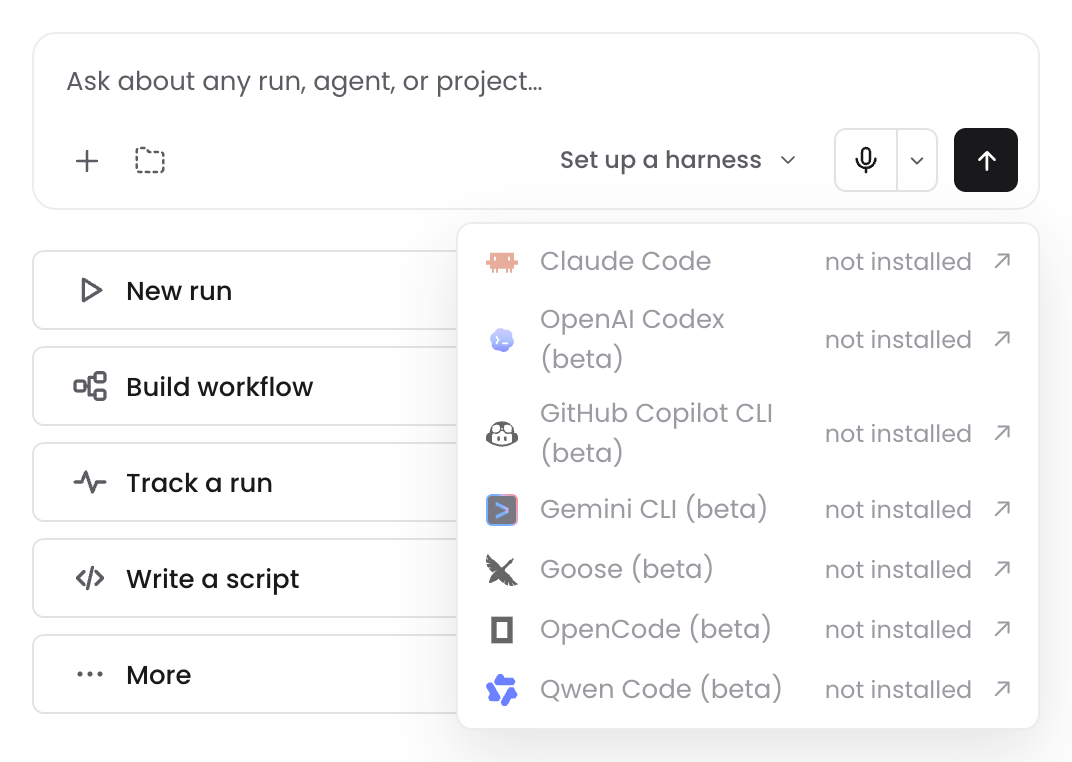 Ask about any run, agent, or project...
Set up a harness
Claude Code not installed
OpenAI Codex
(beta) not installed
GitHub Copilot CLI
(beta) not installed
Gemini CLI (beta) not installed
Goose (beta) not installed
OpenCode (beta) not installed
Qwen Code (beta) not installed
New run
Build workflow
Track a run
Write a script
More